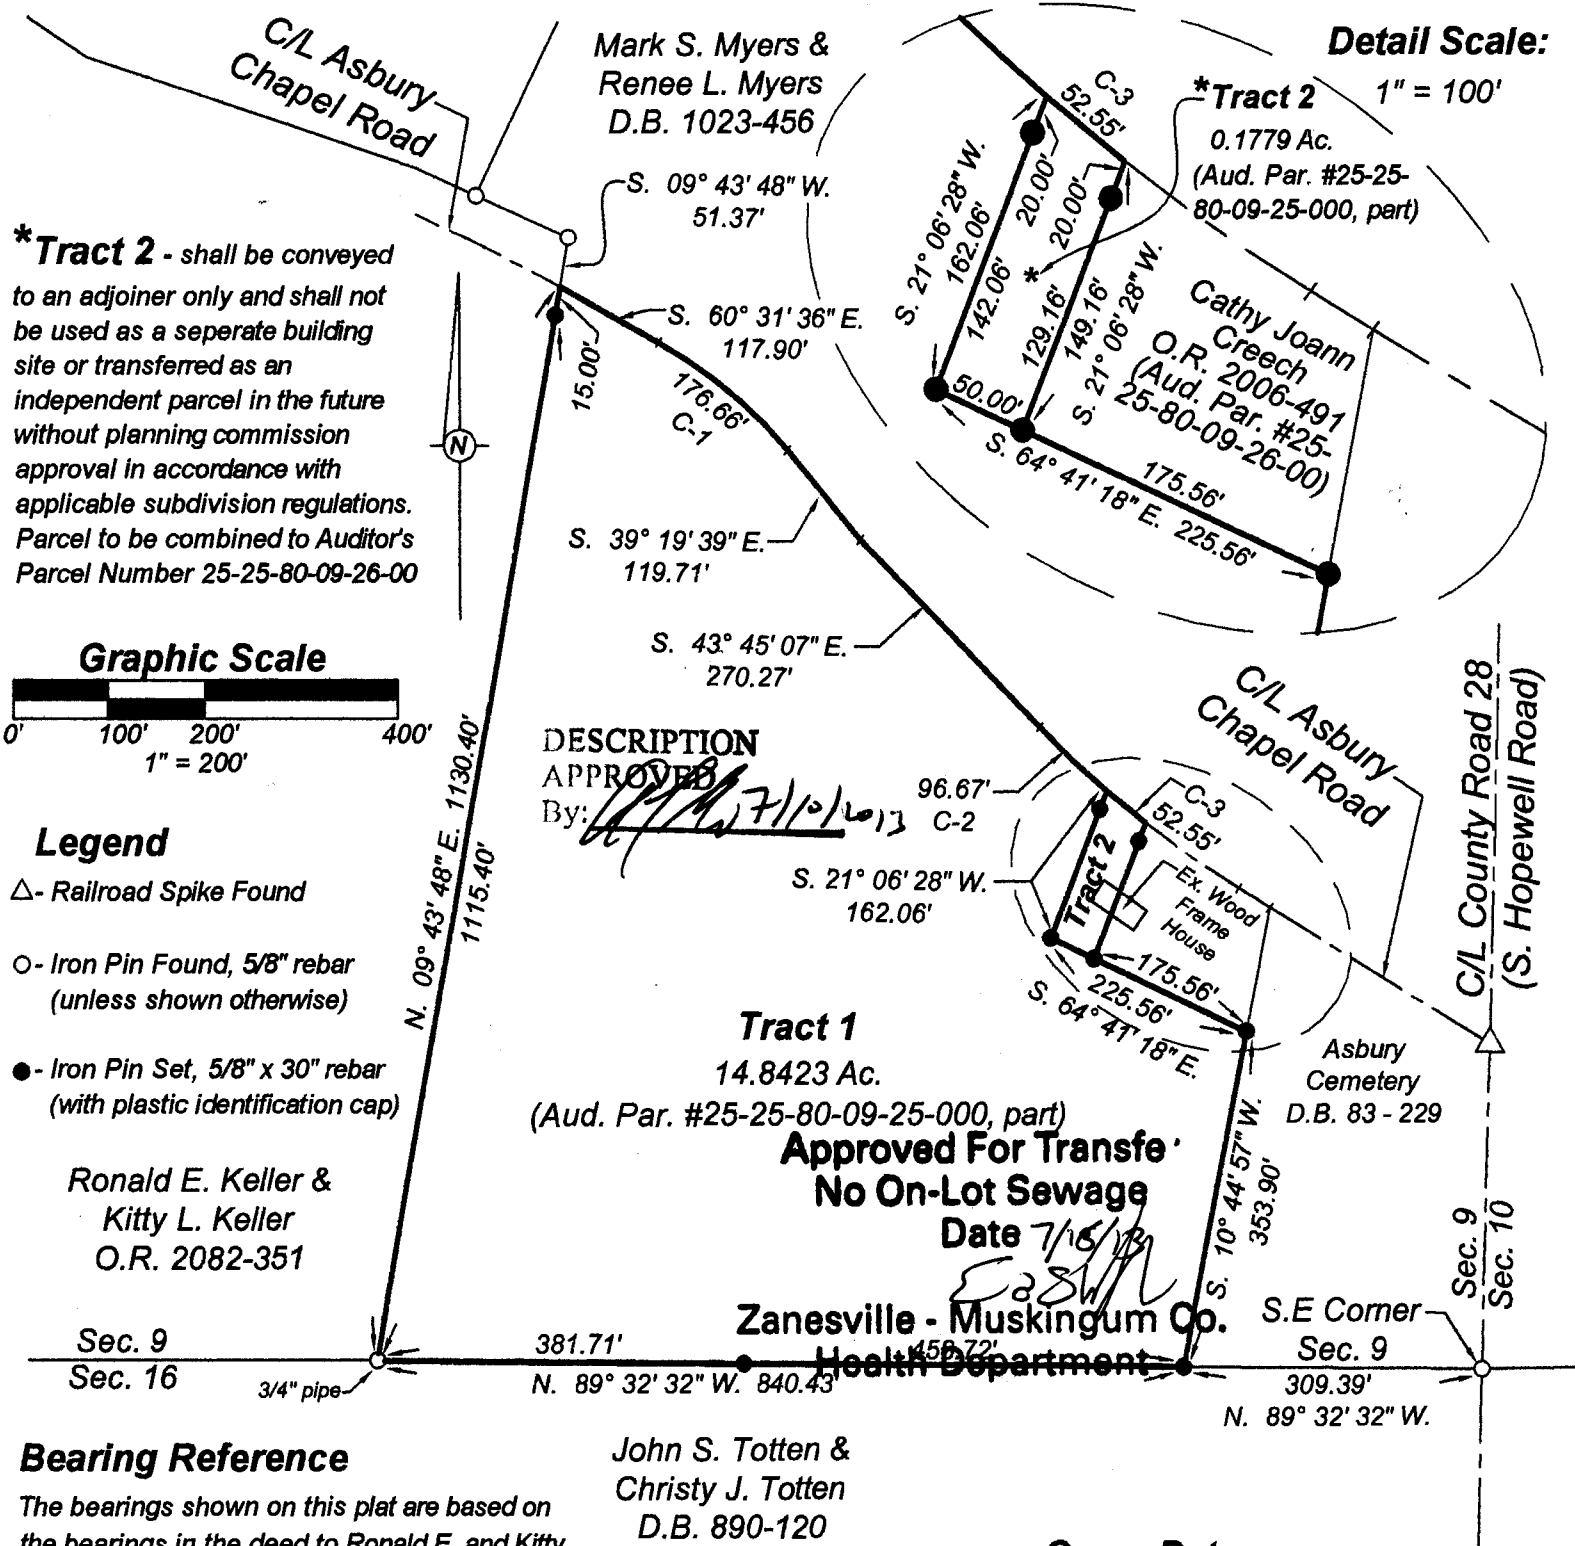 C/L Asbury
Chapel Road
Mark S. Myers &
Renee L. Myers
D.B. 1023-456
S. 09° 43' 48" W.
51.37'
Detail Scale:
1" = 100'
*Tract 2
0.1779 Ac.
(Aud. Par. #25-25-
80-09-25-000, part)
C-3
52.55'
S. 21° 06' 28" W.
162.06'
142.06'
20.00'
20.00'
*
129.16'
149.16'
S. 21° 06' 28" W.
50.00'
S. 64° 41' 18" E. 225.56'
175.56'
Cathy Joann
Creech
O.R. 2006-491
(Aud. Par. #25-
25-80-09-26-00)
*Tract 2 - shall be conveyed
to an adjoiner only and shall not
be used as a seperate building
site or transferred as an
independent parcel in the future
without planning commission
approval in accordance with
applicable subdivision regulations.
Parcel to be combined to Auditor's
Parcel Number 25-25-80-09-26-00
N
15.00'
S. 60° 31' 36" E.
117.90'
176.66'
C-1
S. 39° 19' 39" E.
119.71'
S. 43° 45' 07" E.
270.27'
Graphic Scale
0' 100' 200' 400'
1" = 200'
N. 09° 43' 48" E. 1130.40'
1115.40'
DESCRIPTION
APPROVED
By: 7/10/2013
96.67'
C-2
C-3
52.55'
S. 21° 06' 28" W.
162.06'
Tract 2
Ex. Wood
Frame
House
175.56'
225.56'
S. 64° 41' 18" E.
C/L Asbury
Chapel Road
C/L County Road 28
(S. Hopewell Road)
Legend
△- Railroad Spike Found
○- Iron Pin Found, 5/8" rebar
(unless shown otherwise)
●- Iron Pin Set, 5/8" x 30" rebar
(with plastic identification cap)
Tract 1
14.8423 Ac.
(Aud. Par. #25-25-80-09-25-000, part)
Asbury
Cemetery
D.B. 83 - 229
S. 10° 44' 57" W.
353.90'
Approved For Transfe
No On-Lot Sewage
Date
Zanesville - Muskingum Co.
Health Department
Ronald E. Keller &
Kitty L. Keller
O.R. 2082-351
Sec. 9
Sec. 10
S.E Corner
Sec. 9
Sec. 9
Sec. 16
3/4" pipe
381.71'
458.72'
N. 89° 32' 32" W. 840.43'
309.39'
N. 89° 32' 32" W.
Bearing Reference
The bearings shown on this plat are based on
the bearings in the deed to Ronald E. and Kitty
John S. Totten &
Christy J. Totten
D.B. 890-120